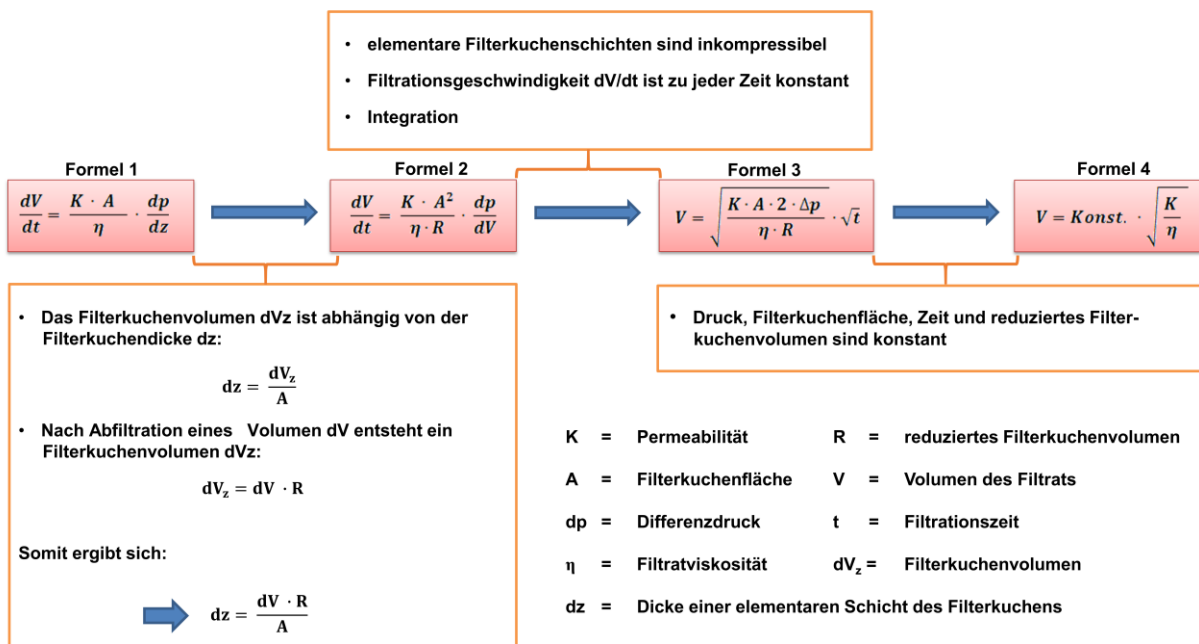 • elementare Filterkuchenschichten sind inkompressibel
• Filtrationsgeschwindigkeit dV/dt ist zu jeder Zeit konstant
• Integration
Formel 1
dV/dt = (K · A)/η · dp/dz
Formel 2
dV/dt = (K · A²)/(η · R) · dp/dV
Formel 3
V = √((K · A · 2 · Δp)/(η · R)) · √t
Formel 4
V = Konst. · √(K/η)
• Das Filterkuchenvolumen dVz ist abhängig von der
Filterkuchendicke dz:
dz = dV_z/A
• Nach Abfiltration eines Volumen dV entsteht ein
Filterkuchenvolumen dVz:
dV_z = dV · R
Somit ergibt sich:
dz = (dV · R)/A
• Druck, Filterkuchenfläche, Zeit und reduziertes Filter-
kuchenvolumen sind konstant
K = Permeabilität R = reduziertes Filterkuchenvolumen
A = Filterkuchenfläche V = Volumen des Filtrats
dp = Differenzdruck t = Filtrationszeit
η = Filtratviskosität dV_z = Filterkuchenvolumen
dz = Dicke einer elementaren Schicht des Filterkuchens